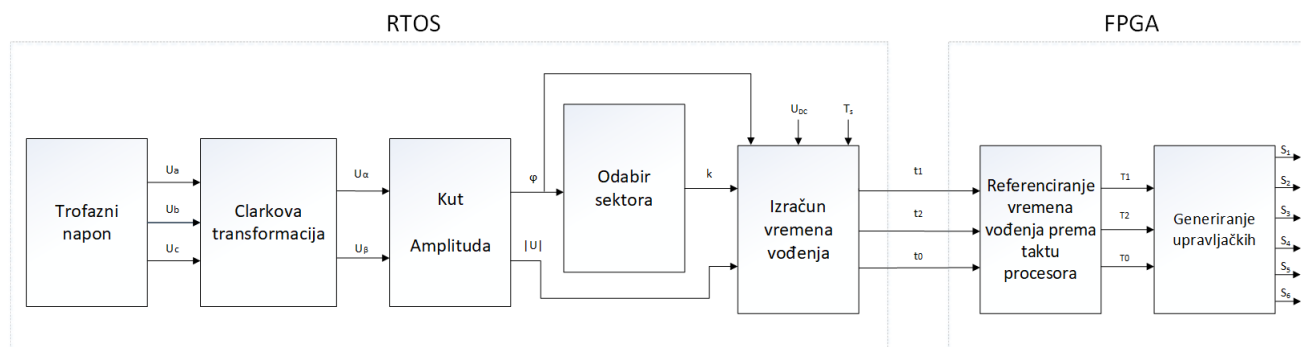 RTOS
FPGA
Trofazni
napon
Ua
Ub
Uc
Clarkova
transformacija
Uα
Uβ
Kut
Amplituda
φ
|U|
Odabir
sektora
k
UDC
Ts
Izračun
vremena
vođenja
t1
t2
t0
Referenciranje
vremena
vođenja prema
taktu
procesora
T1
T2
T0
Generiranje
upravljačkih
S1
S2
S3
S4
S5
S6